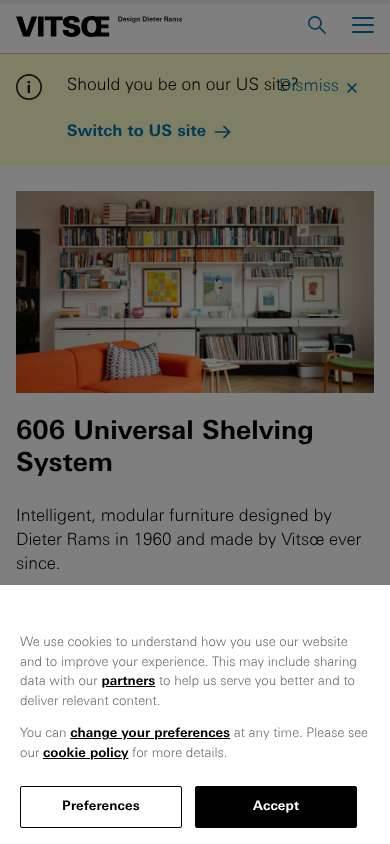 VITSŒ
Design Dieter Rams
Should you be on our US site?
Dismiss ×
Switch to US site →
606 Universal Shelving
System
Intelligent, modular furniture designed by
Dieter Rams in 1960 and made by Vitsœ ever
since.
We use cookies to understand how you use our website
and to improve your experience. This may include sharing
data with our partners to help us serve you better and to
deliver relevant content.
You can change your preferences at any time. Please see
our cookie policy for more details.
Preferences
Accept